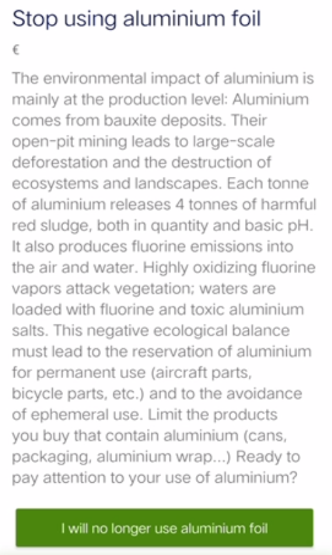 Stop using aluminium foil
€
The environmental impact of aluminium is
mainly at the production level: Aluminium
comes from bauxite deposits. Their
open-pit mining leads to large-scale
deforestation and the destruction of
ecosystems and landscapes. Each tonne
of aluminium releases 4 tonnes of harmful
red sludge, both in quantity and basic pH.
It also produces fluorine emissions into
the air and water. Highly oxidizing fluorine
vapors attack vegetation; waters are
loaded with fluorine and toxic aluminium
salts. This negative ecological balance
must lead to the reservation of aluminium
for permanent use (aircraft parts,
bicycle parts, etc.) and to the avoidance
of ephemeral use. Limit the products
you buy that contain aluminium (cans,
packaging, aluminium wrap...) Ready to
pay attention to your use of aluminium?
I will no longer use aluminium foil